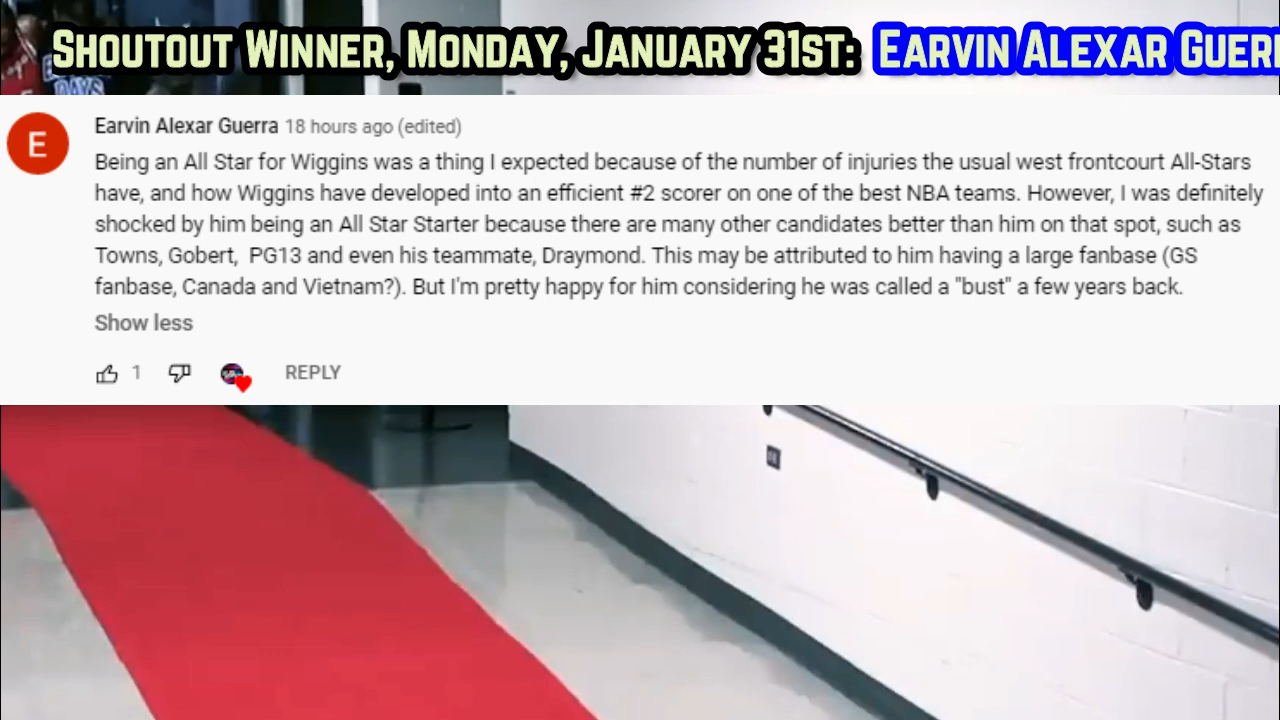 Shoutout Winner, Monday, January 31st: Earvin Alexar Guer
DAYS
E
Earvin Alexar Guerra 18 hours ago (edited)
Being an All Star for Wiggins was a thing I expected because of the number of injuries the usual west frontcourt All-Stars
have, and how Wiggins have developed into an efficient #2 scorer on one of the best NBA teams. However, I was definitely
shocked by him being an All Star Starter because there are many other candidates better than him on that spot, such as
Towns, Gobert,  PG13 and even his teammate, Draymond. This may be attributed to him having a large fanbase (GS
fanbase, Canada and Vietnam?). But I'm pretty happy for him considering he was called a "bust" a few years back.
Show less
1
REPLY